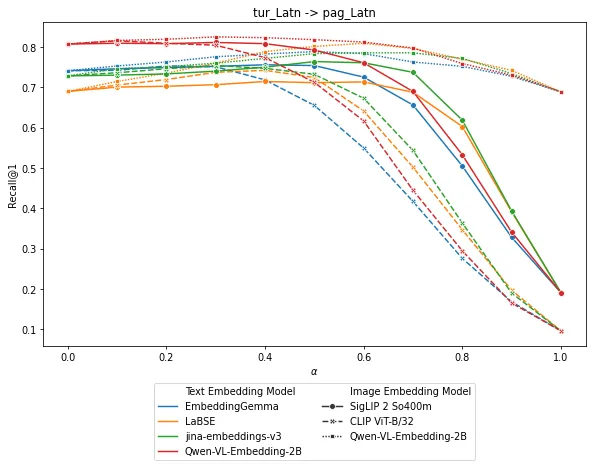 tur_Latn -> pag_Latn
Recall@1
0.8
0.7
0.6
0.5
0.4
0.3
0.2
0.1
0.0 0.2 0.4 0.6 0.8 1.0
α
Text Embedding Model Image Embedding Model
EmbeddingGemma SigLIP 2 So400m
LaBSE CLIP ViT-B/32
jina-embeddings-v3 Qwen-VL-Embedding-2B
Qwen-VL-Embedding-2B